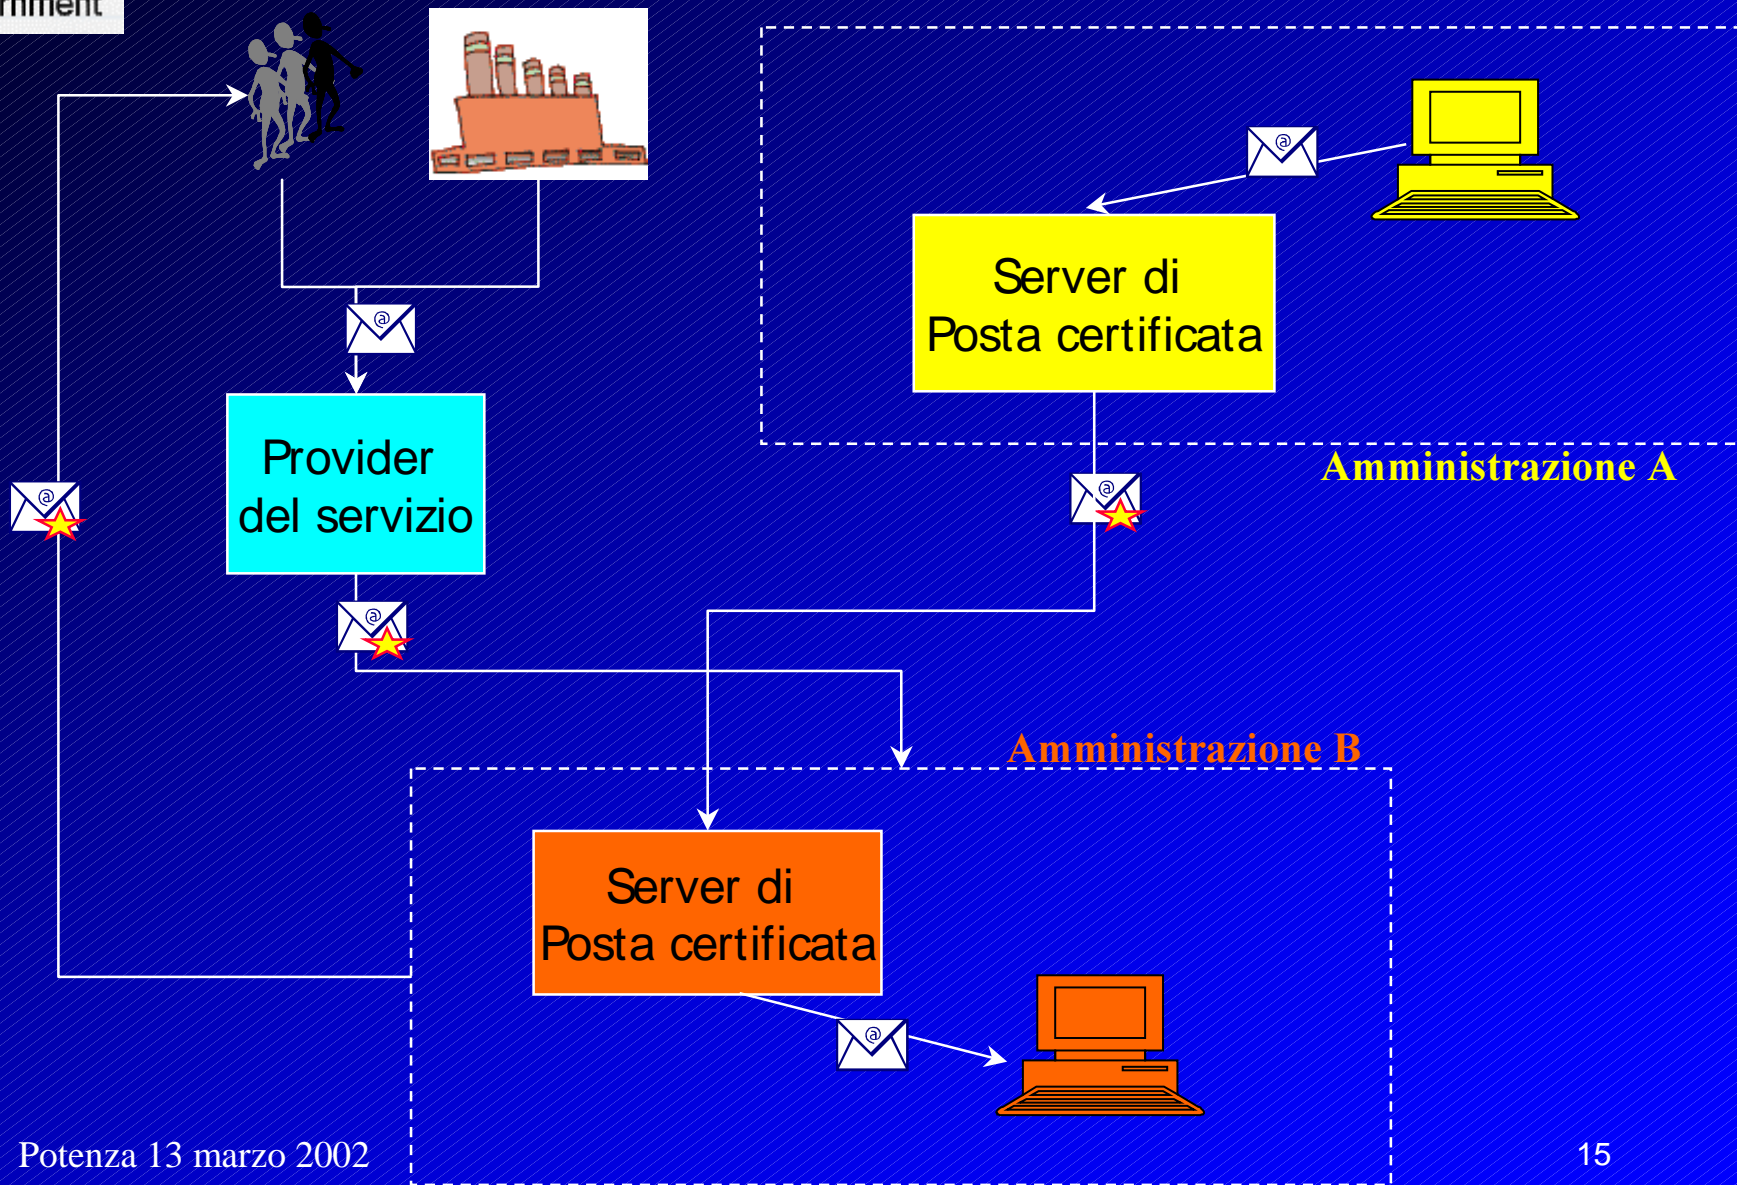 Server di
Posta certificata
Provider
del servizio
Amministrazione A
Amministrazione B
Server di
Posta certificata
Potenza 13 marzo 2002
15